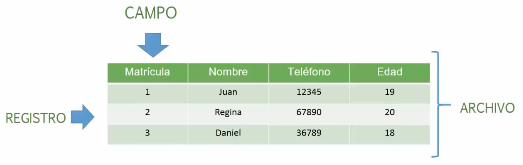 CAMPO
Matrícula Nombre Teléfono Edad
1 Juan 12345 19
REGISTRO 2 Regina 67890 20 ARCHIVO
3 Daniel 36789 18